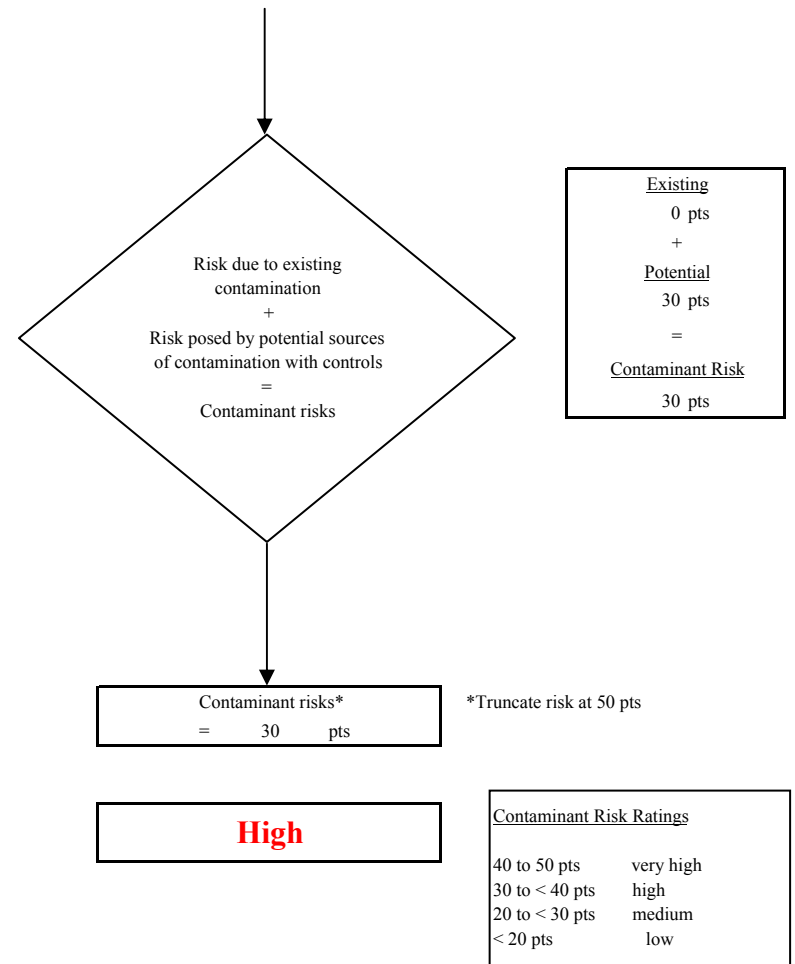 Risk due to existing
contamination
+
Risk posed by potential sources
of contamination with controls
=
Contaminant risks
Existing
0 pts
+
Potential
30 pts
=
Contaminant Risk
30 pts
Contaminant risks*
= 30 pts
*Truncate risk at 50 pts
High
Contaminant Risk Ratings
40 to 50 pts very high
30 to < 40 pts high
20 to < 30 pts medium
< 20 pts low